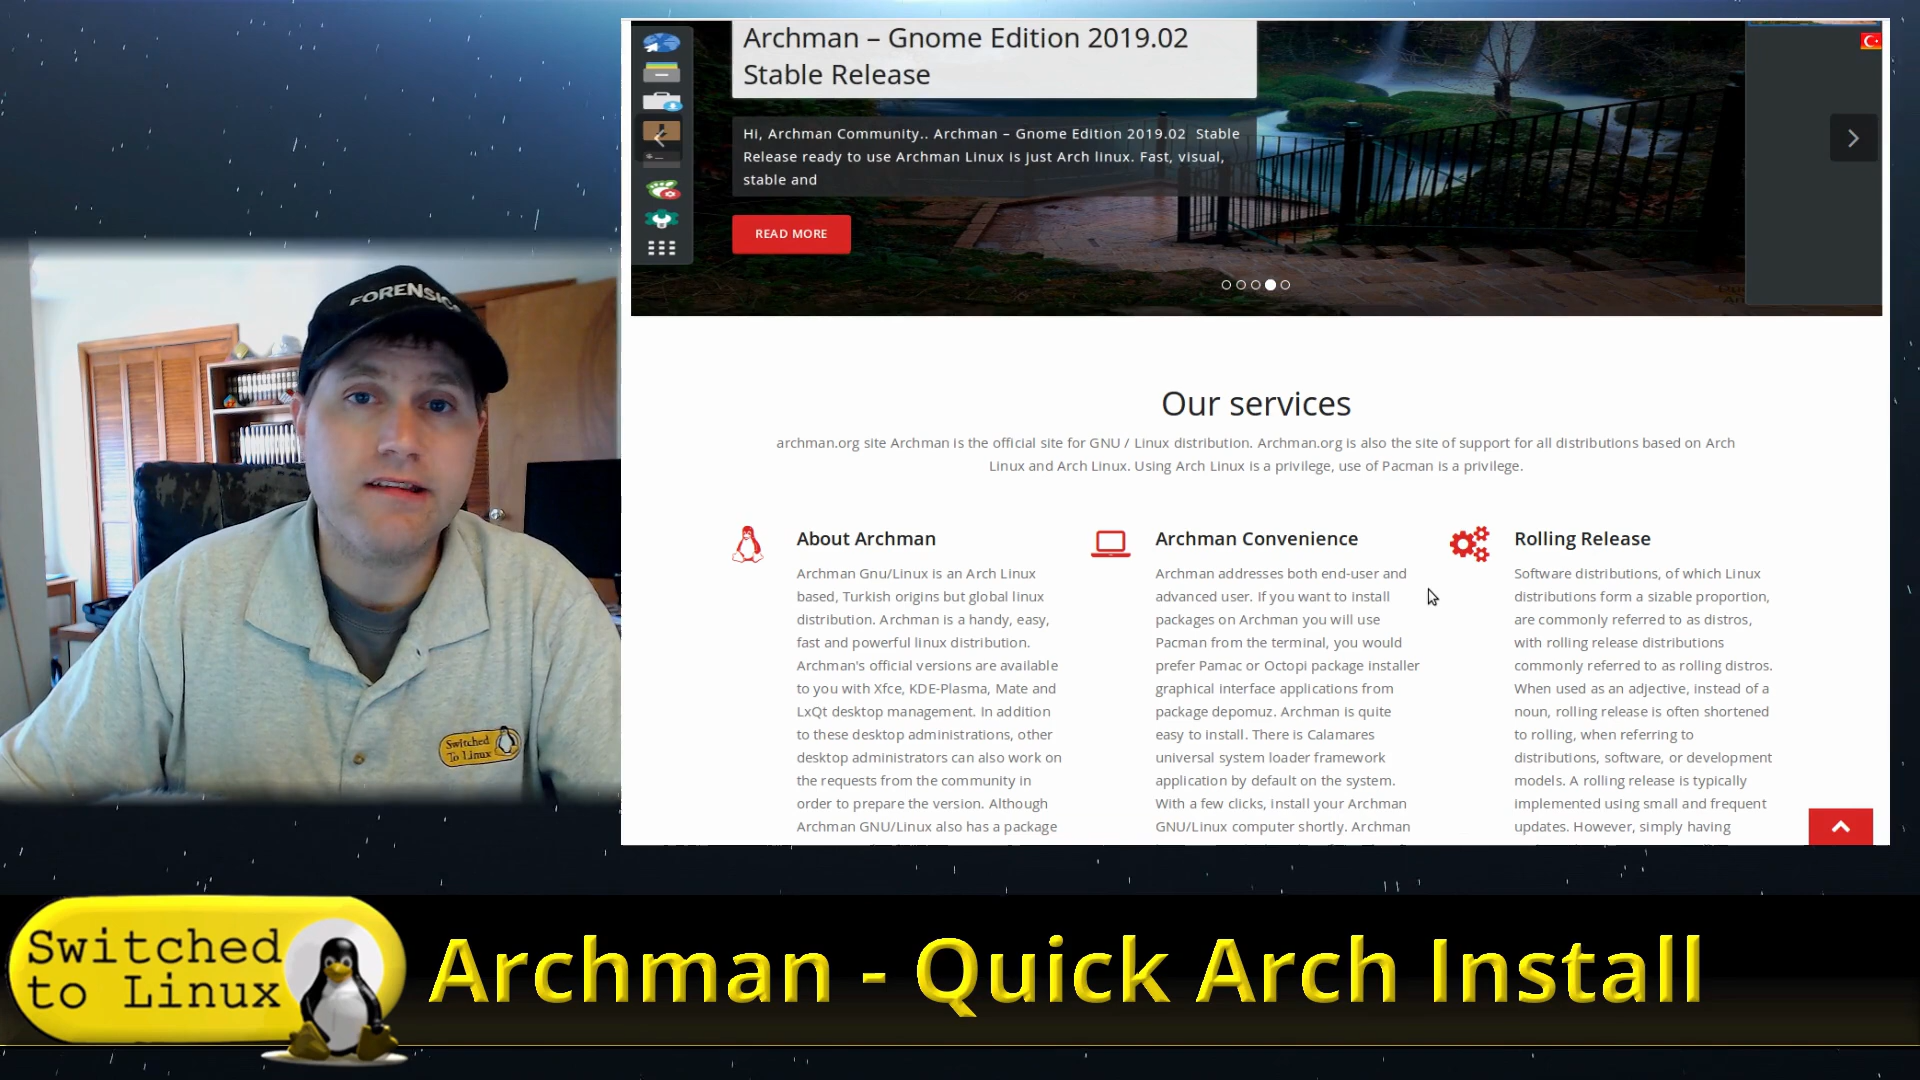 Archman – Gnome Edition 2019.02
Stable Release
Hi, Archman Community.. Archman – Gnome Edition 2019.02 Stable
Release ready to use Archman Linux is just Arch linux. Fast, visual,
stable and
READ MORE
Our services
archman.org site Archman is the official site for GNU / Linux distribution. Archman.org is also the site of support for all distributions based on Arch
Linux and Arch Linux. Using Arch Linux is a privilege, use of Pacman is a privilege.
About Archman
Archman Gnu/Linux is an Arch Linux
based, Turkish origins but global linux
distribution. Archman is a handy, easy,
fast and powerful linux distribution.
Archman's official versions are available
to you with Xfce, KDE-Plasma, Mate and
LxQt desktop management. In addition
to these desktop administrations, other
desktop administrators can also work on
the requests from the community in
order to prepare the version. Although
Archman GNU/Linux also has a package
Archman Convenience
Archman addresses both end-user and
advanced user. If you want to install
packages on Archman you will use
Pacman from the terminal, you would
prefer Pamac or Octopi package installer
graphical interface applications from
package depomuz. Archman is quite
easy to install. There is Calamares
universal system loader framework
application by default on the system.
With a few clicks, install your Archman
GNU/Linux computer shortly. Archman
Rolling Release
Software distributions, of which Linux
distributions form a sizable proportion,
are commonly referred to as distros,
with rolling release distributions
commonly referred to as rolling distros.
When used as an adjective, instead of a
noun, rolling release is often shortened
to rolling, when referring to
distributions, software, or development
models. A rolling release is typically
implemented using small and frequent
updates. However, simply having
FORENSIC
Switched
To Linux
Switched
to Linux
Archman - Quick Arch Install